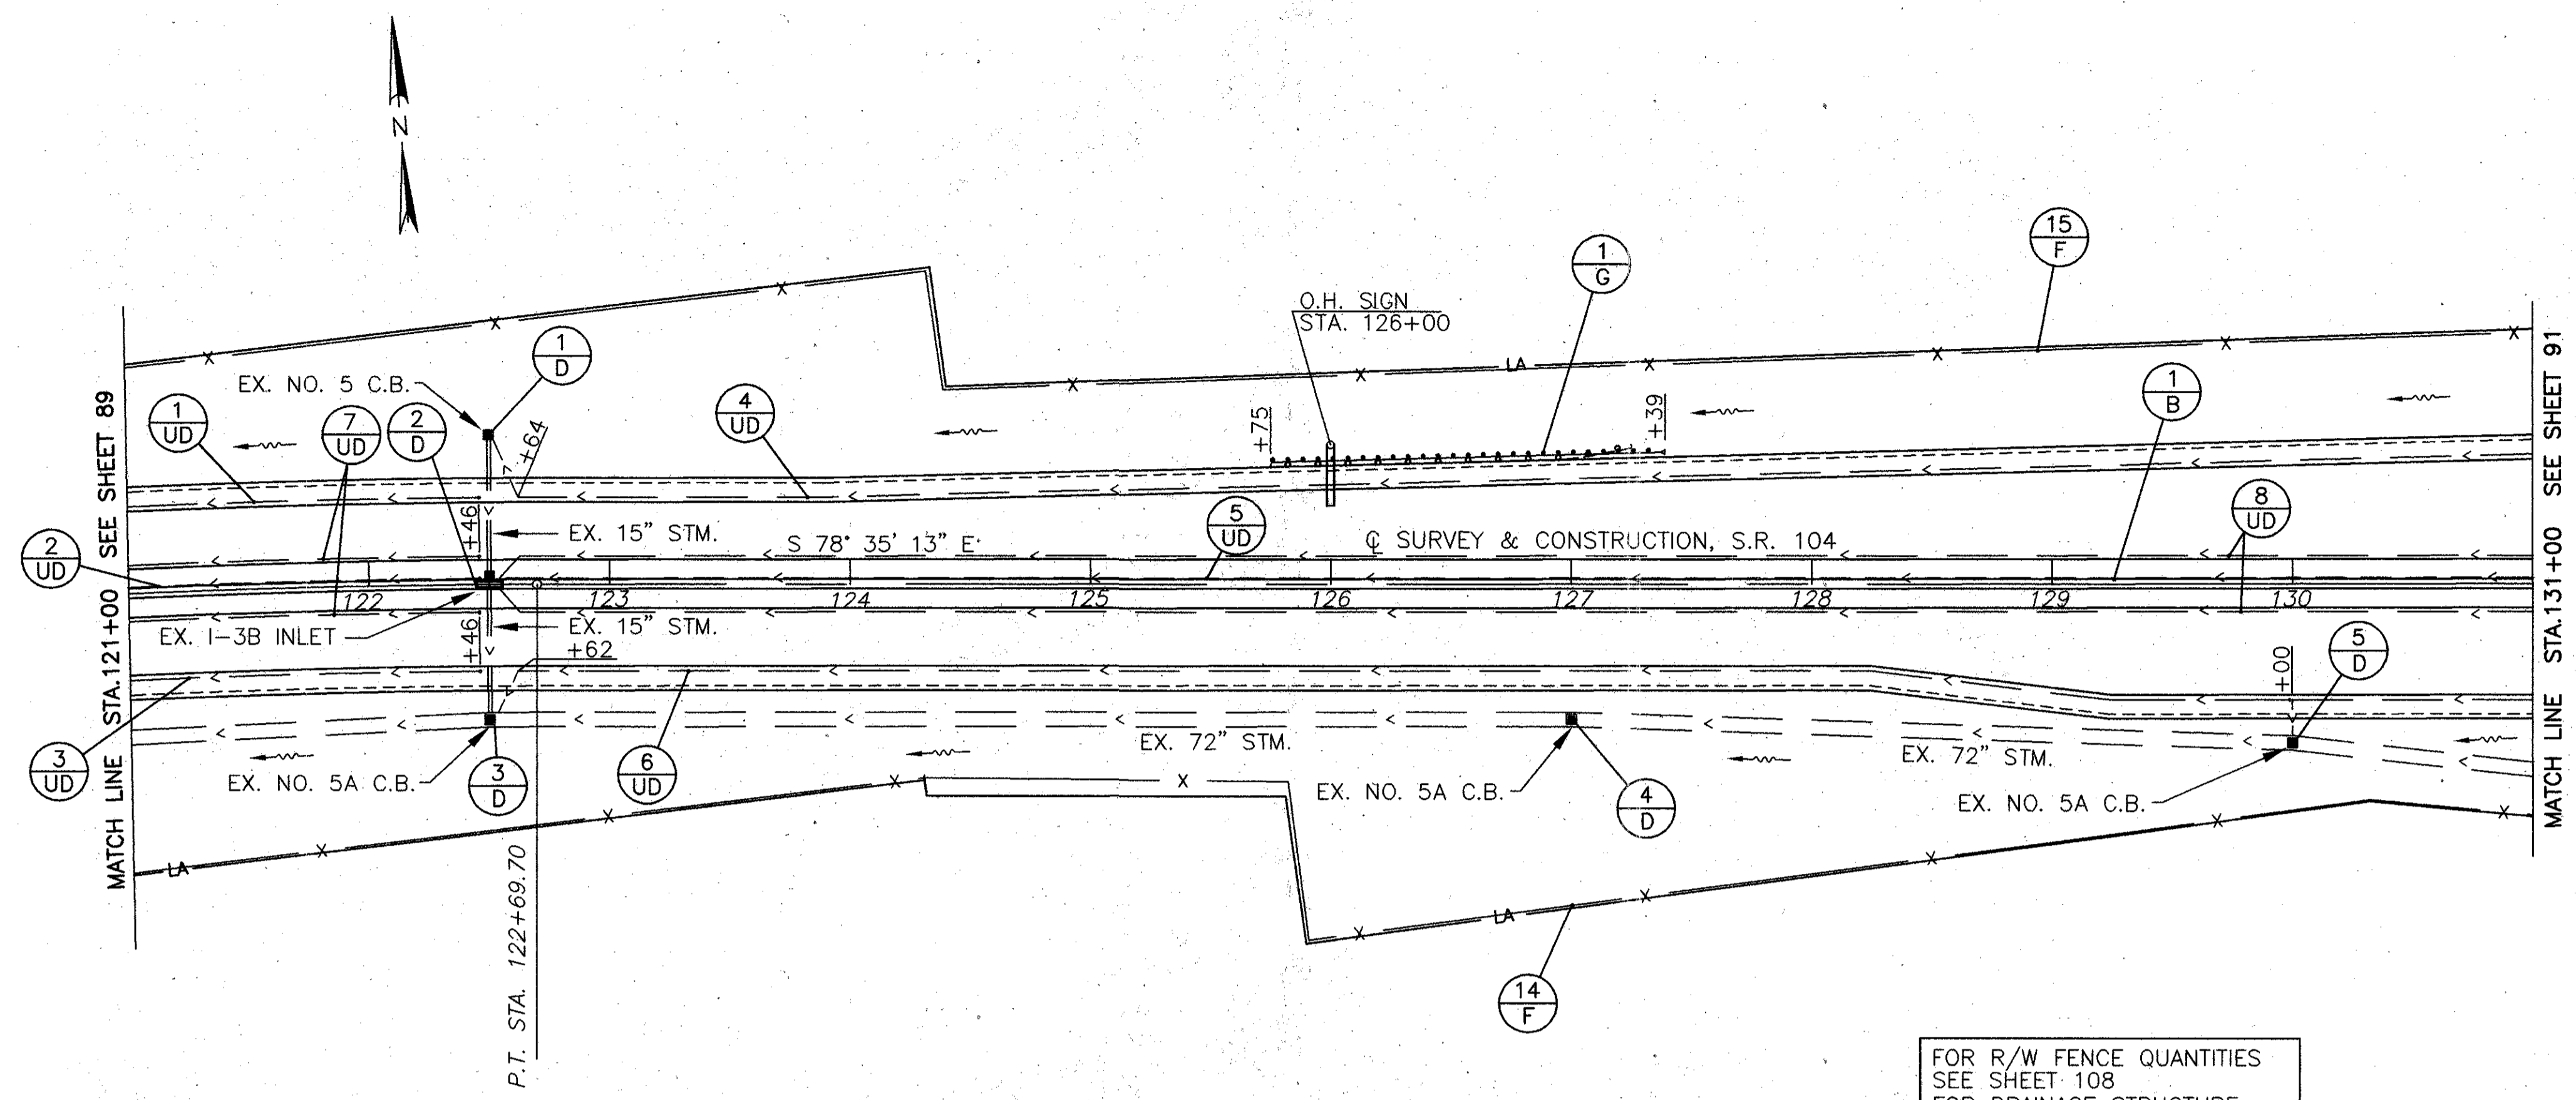 N
15
F
1
G
O.H. SIGN
STA. 126+00
1
D
LA
EX. NO. 5 C.B.
1
B
1
UD
7
UD
2
D
4
UD
+64
+75
+39
8
UD
5
UD
+46
EX. 15" STM.
S 78° 35' 13" E
℄ SURVEY & CONSTRUCTION, S.R. 104
2
UD
122
123
124
125
126
127
128
129
130
EX. I-3B INLET
+46
EX. 15" STM.
+62
+00
5
D
3
UD
EX. NO. 5A C.B.
3
D
6
UD
EX. 72" STM.
EX. NO. 5A C.B.
4
D
EX. 72" STM.
EX. NO. 5A C.B.
LA
LA
14
F
P.T. STA. 122+69.70
MATCH LINE STA.121+00 SEE SHEET 89
MATCH LINE STA.131+00 SEE SHEET 91
FOR R/W FENCE QUANTITIES
SEE SHEET 108
FOR DRAINAGE STRUCTURE